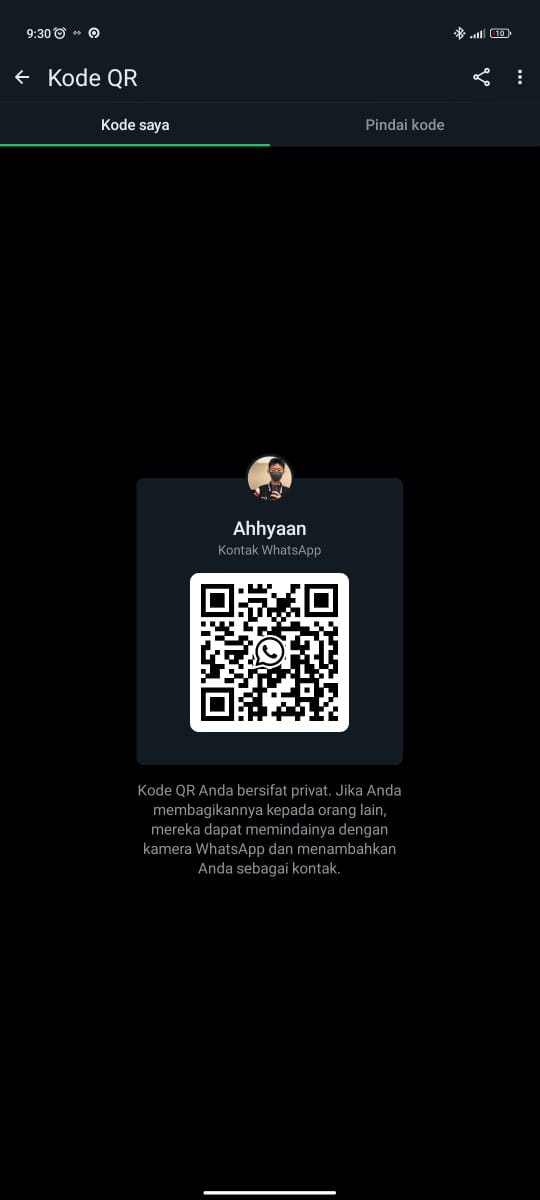 9:30
10
Kode QR
Kode saya
Pindai kode
Ahhyaan
Kontak WhatsApp
Kode QR Anda bersifat privat. Jika Anda
membagikannya kepada orang lain,
mereka dapat memindainya dengan
kamera WhatsApp dan menambahkan
Anda sebagai kontak.